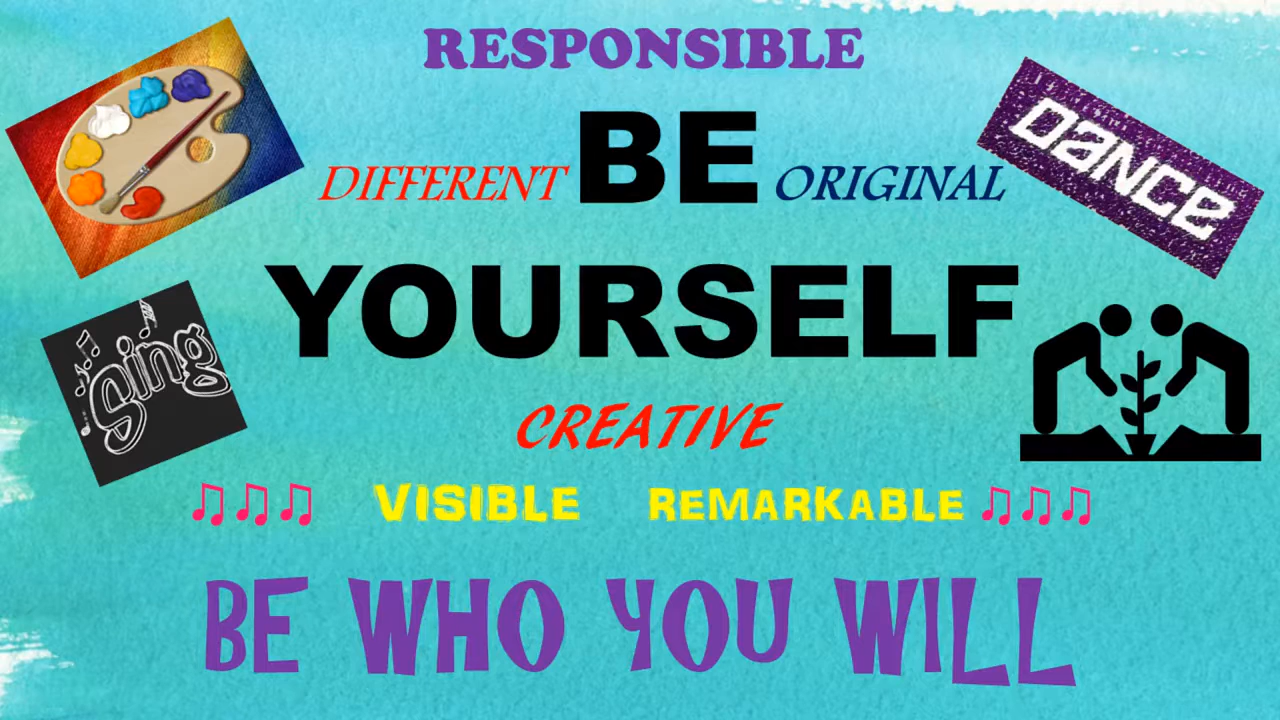 RESPONSIBLE
DIFFERENT BE ORIGINAL
DANCE
YOURSELF
Sing
CREATIVE
♫♫♫ VISIBLE REMARKABLE ♫♫♫
BE WHO YOU WILL